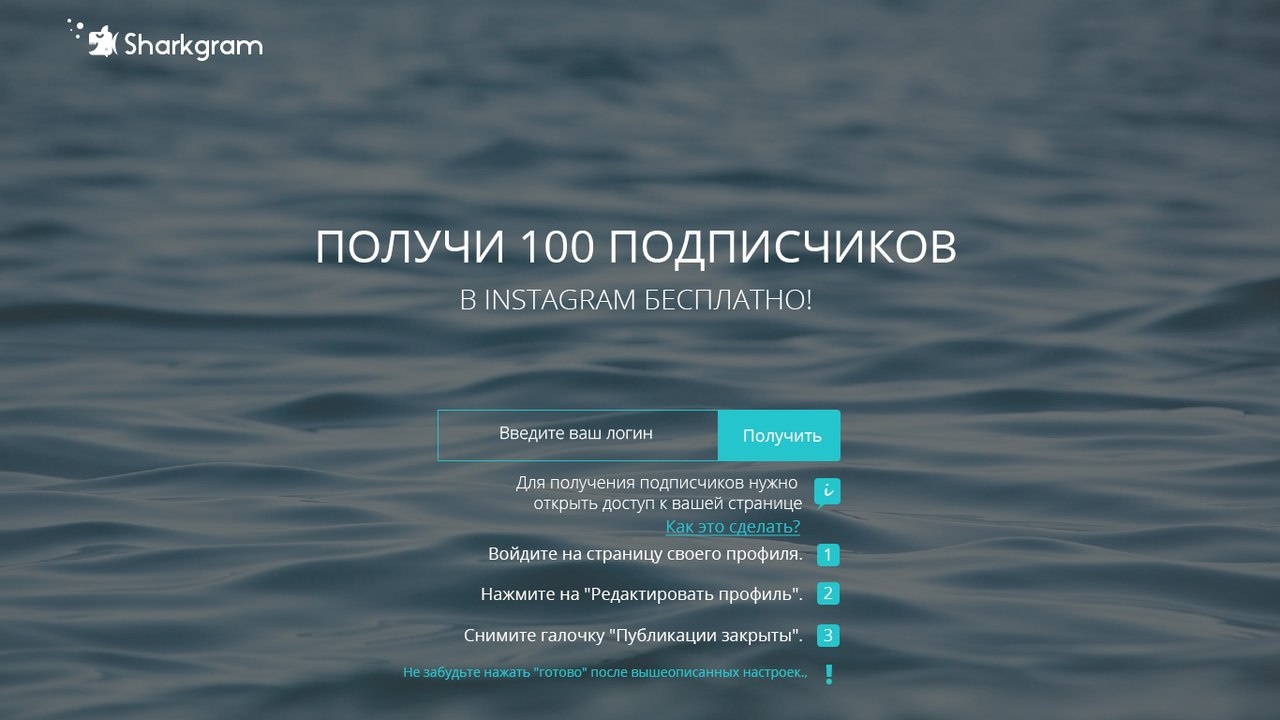 Sharkgram
ПОЛУЧИ 100 ПОДПИСЧИКОВ
В INSTAGRAM БЕСПЛАТНО!
Введите ваш логин
Получить
Для получения подписчиков нужно
открыть доступ к вашей странице
i
Как это сделать?
Войдите на страницу своего профиля. 1
Нажмите на "Редактировать профиль". 2
Снимите галочку "Публикации закрыты". 3
Не забудьте нажать "готово" после вышеописанных настроек., !